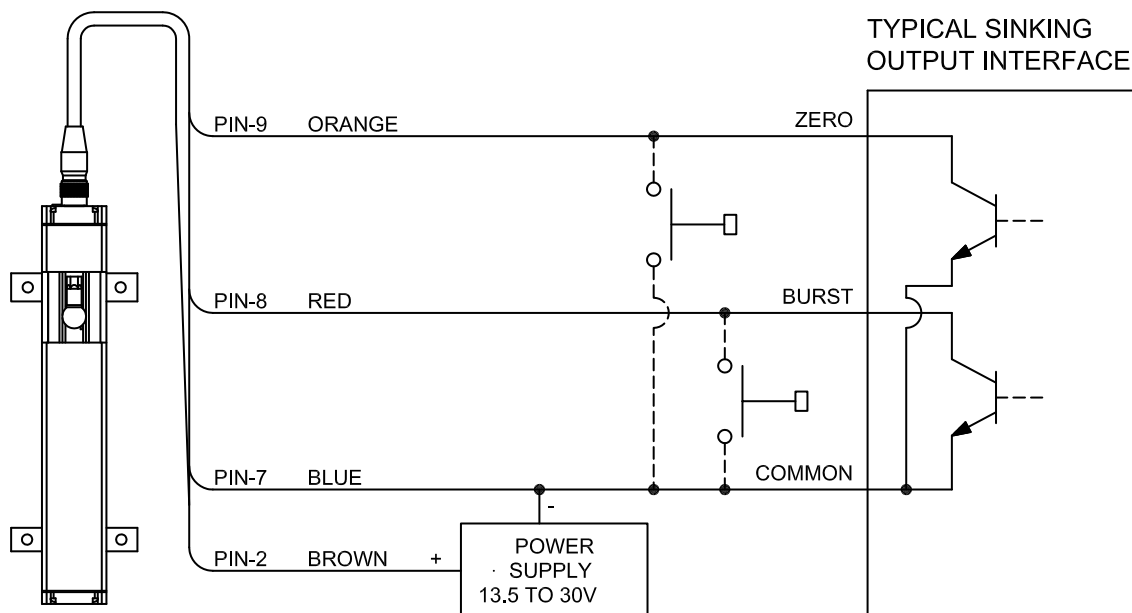 TYPICAL SINKING
OUTPUT INTERFACE
PIN-9 ORANGE ZERO
PIN-8 RED BURST
PIN-7 BLUE COMMON
-
PIN-2 BROWN +
POWER
SUPPLY
13.5 TO 30V